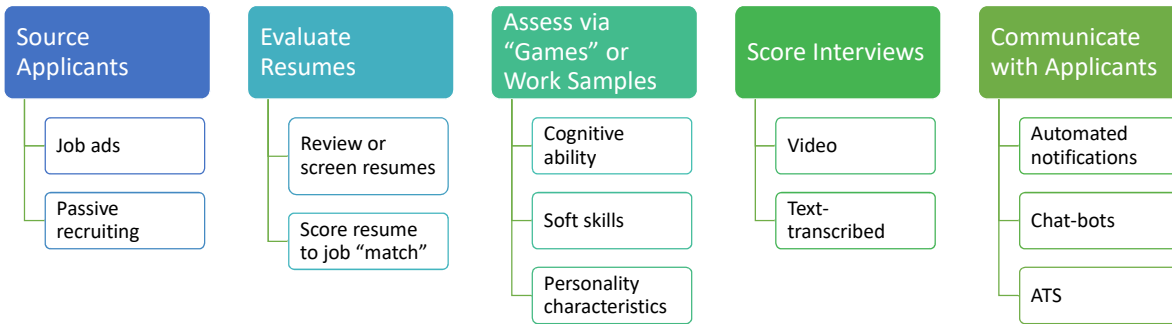 Source
Applicants
Job ads
Passive
recruiting
Evaluate
Resumes
Review or
screen resumes
Score resume
to job “match”
Assess via
“Games” or
Work Samples
Cognitive
ability
Soft skills
Personality
characteristics
Score Interviews
Video
Text-
transcribed
Communicate
with Applicants
Automated
notifications
Chat-bots
ATS